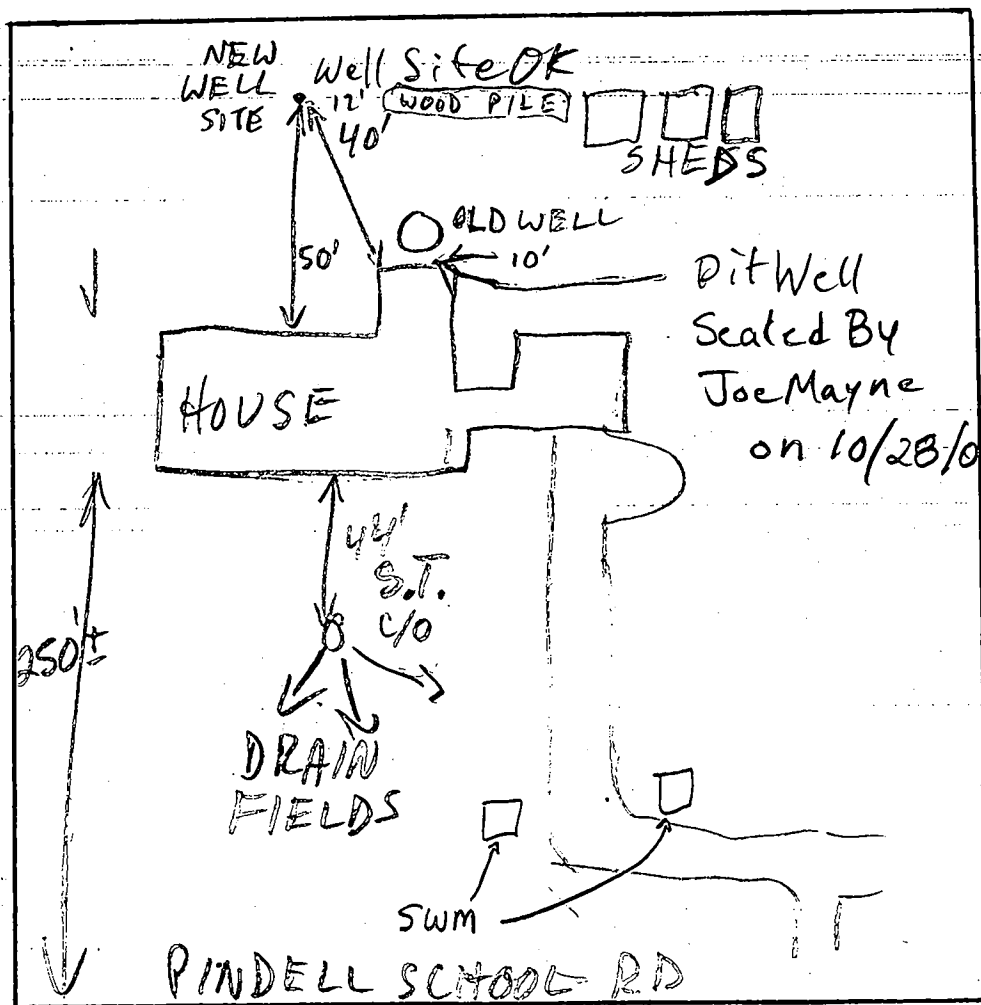 NEW
WELL
SITE
Well Site OK
12'
40'
WOOD PILE
SHEDS
50'
OLD WELL
10'
Pit Well
Sealed By
Joe Mayne
on 10/28/0
HOUSE
44'
S.T.
C/O
250'±
DRAIN
FIELDS
SWM
PINDELL SCHOOL RD